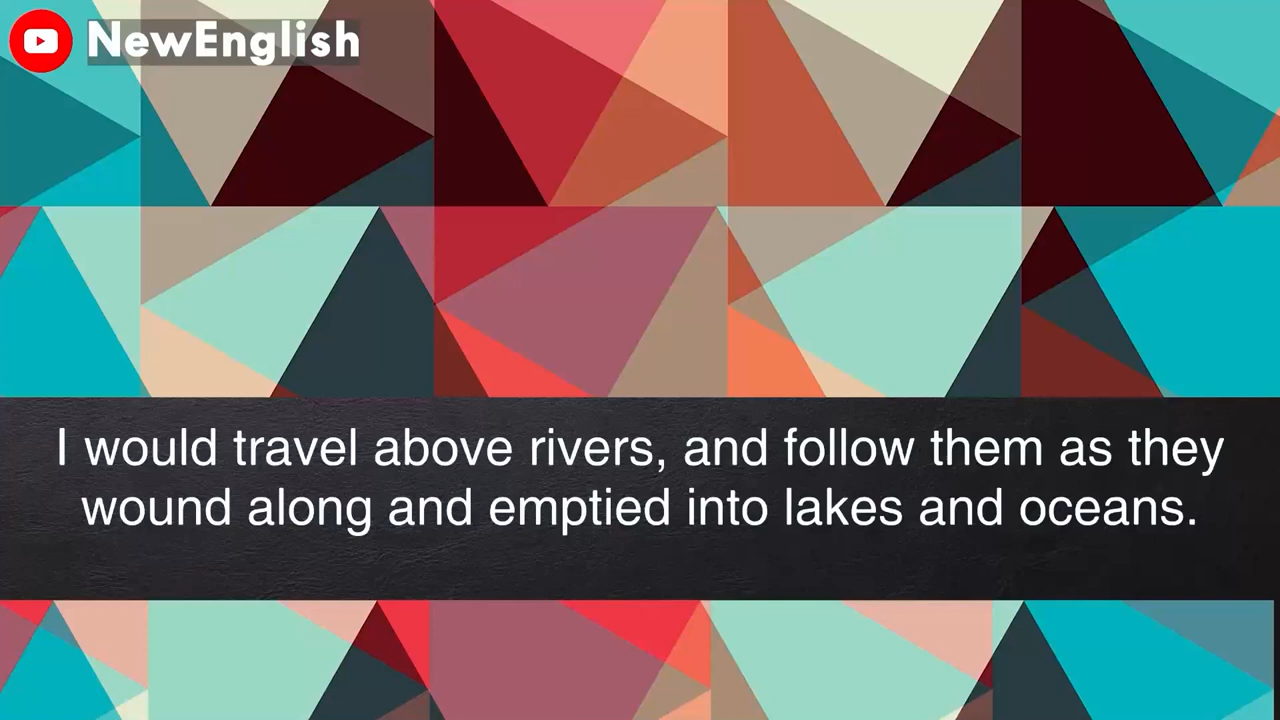 NewEnglish
I would travel above rivers, and follow them as they
wound along and emptied into lakes and oceans.